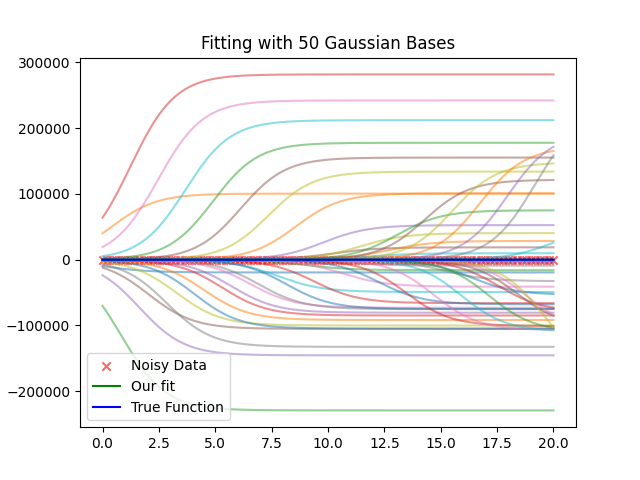 Fitting with 50 Gaussian Bases
300000
200000
100000
0
−100000
−200000
Noisy Data
Our fit
True Function
0.0 2.5 5.0 7.5 10.0 12.5 15.0 17.5 20.0